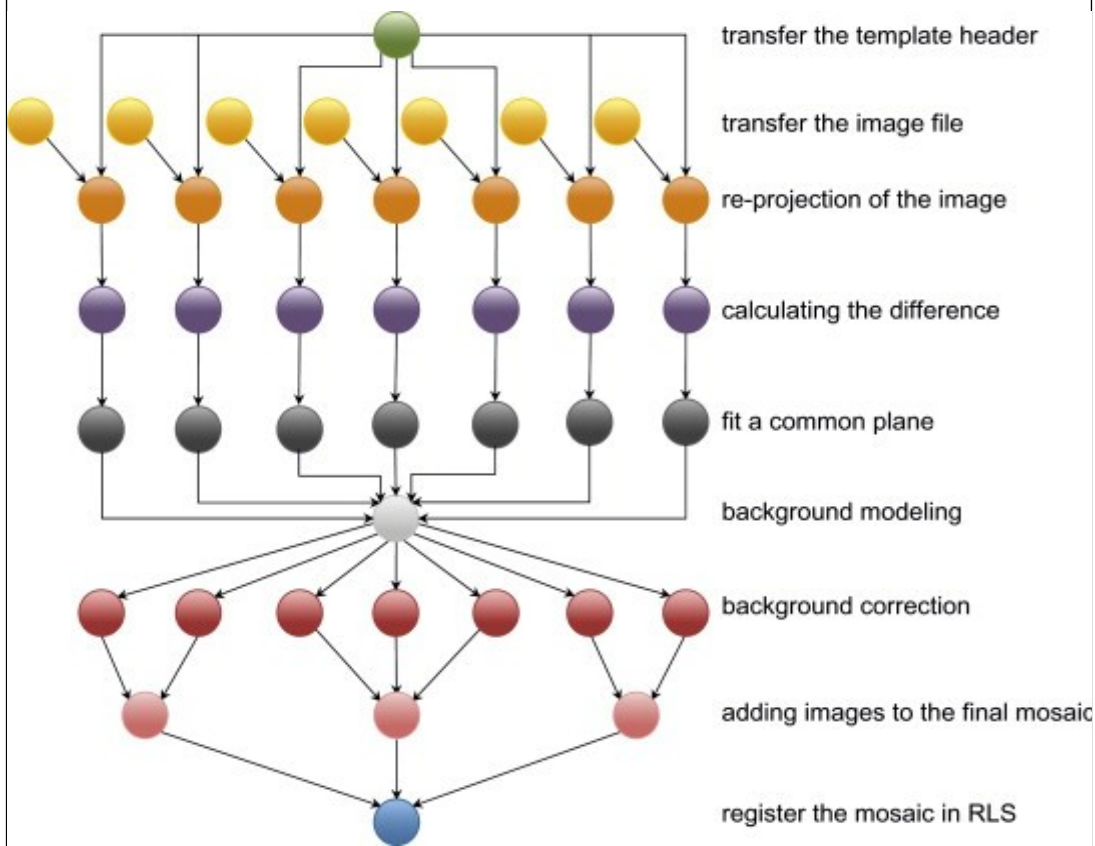 transfer the template header
transfer the image file
re-projection of the image
calculating the difference
fit a common plane
background modeling
background correction
adding images to the final mosaic
register the mosaic in RLS